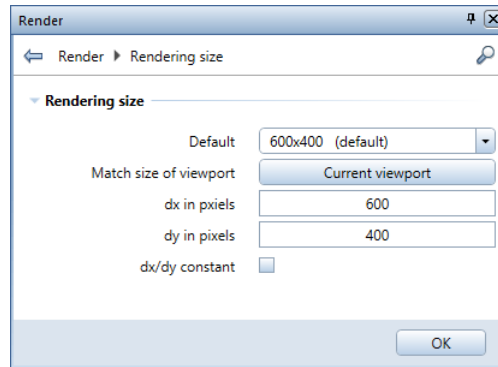 Render
Render Rendering size
Rendering size
Default 600x400 (default)
Match size of viewport Current viewport
dx in pxiels 600
dy in pixels 400
dx/dy constant
OK